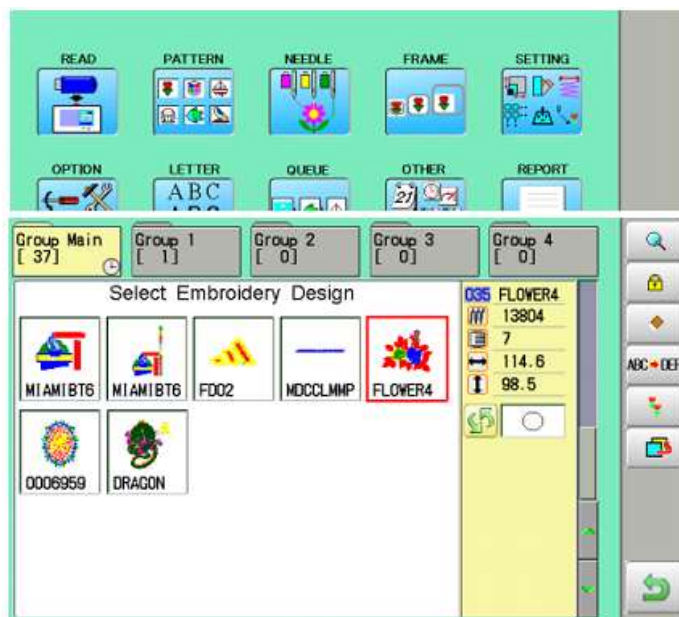 READ PATTERN NEEDLE FRAME SETTING
OPTION LETTER QUEUE OTHER REPORT
ABC
21
Group Main Group 1 Group 2 Group 3 Group 4
[ 37] [ 1] [ 0] [ 0] [ 0]
Select Embroidery Design
035 FLOWER4
13804
7
114.6
98.5
ABC DEF
MIAMIBT6 MIAMIBT6 FD02 MDCCLMMP FLOWER4
0006959 DRAGON